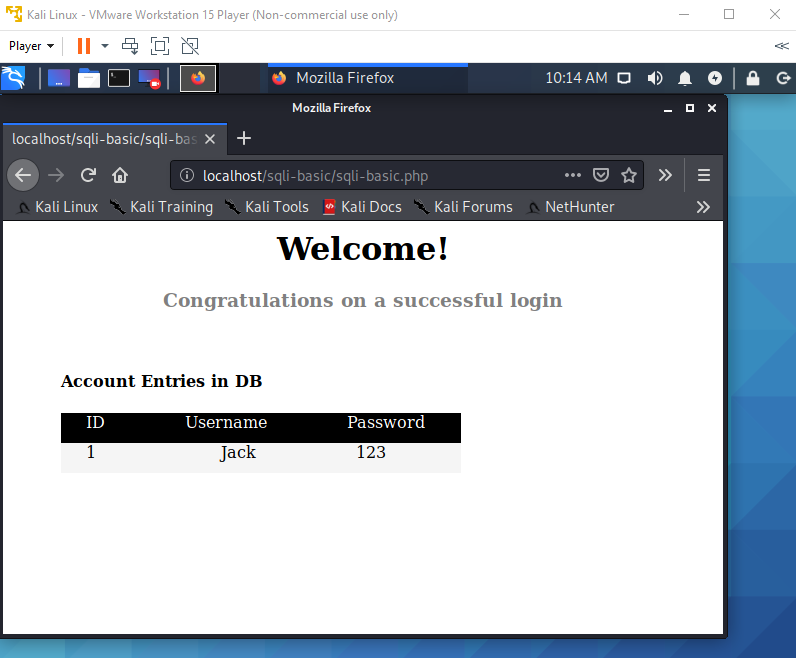 Kali Linux - VMware Workstation 15 Player (Non-commercial use only)
Player
Mozilla Firefox 10:14 AM
Mozilla Firefox
localhost/sqli-basic/sqli-bas
localhost/sqli-basic/sqli-basic.php
Kali Linux Kali Training Kali Tools Kali Docs Kali Forums NetHunter
Welcome!
Congratulations on a successful login
Account Entries in DB
ID Username Password
1 Jack 123